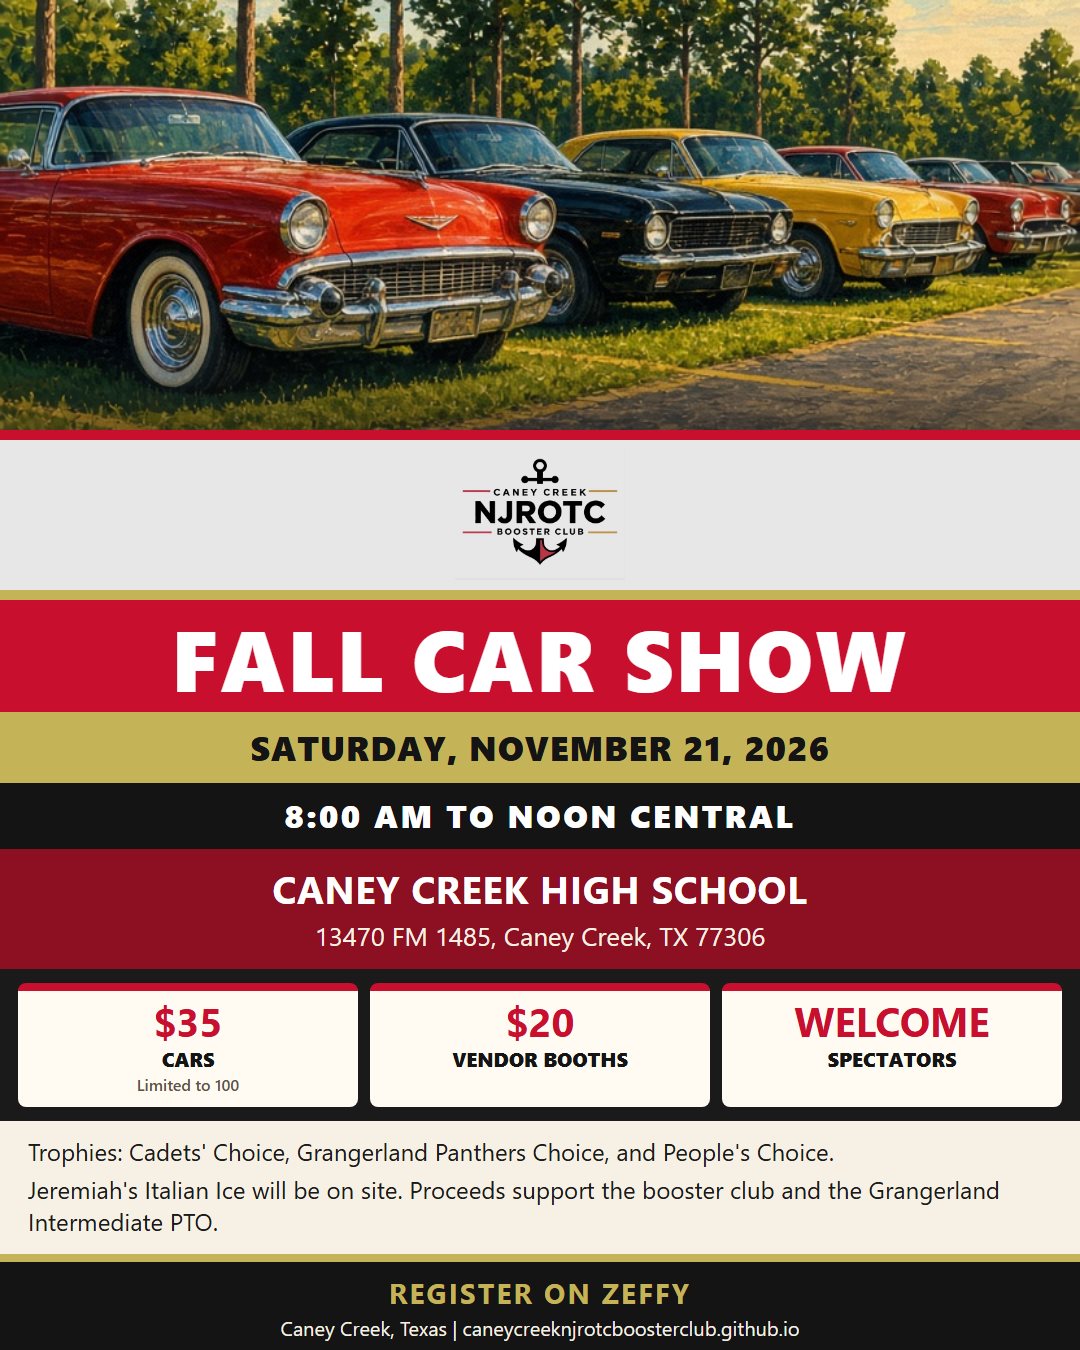 CANEY CREEK
NJROTC
BOOSTER CLUB
FALL CAR SHOW
SATURDAY, NOVEMBER 21, 2026
8:00 AM TO NOON CENTRAL
CANEY CREEK HIGH SCHOOL
13470 FM 1485, Caney Creek, TX 77306
$35
CARS
Limited to 100
$20
VENDOR BOOTHS
WELCOME
SPECTATORS
Trophies: Cadets' Choice, Grangerland Panthers Choice, and People's Choice.
Jeremiah's Italian Ice will be on site. Proceeds support the booster club and the Grangerland
Intermediate PTO.
REGISTER ON ZEFFY
Caney Creek, Texas | caneycreeknjrotcboosterclub.github.io